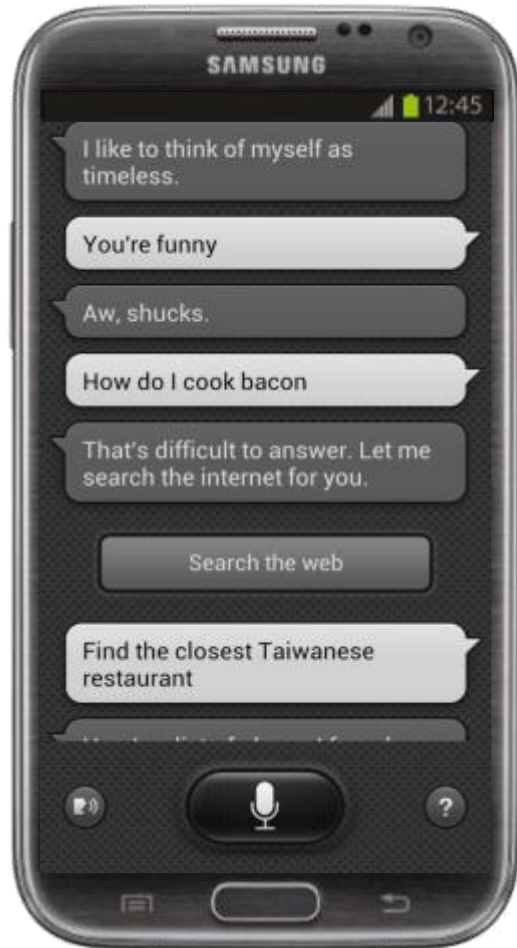 SAMSUNG
12:45
I like to think of myself as
timeless.
You're funny
Aw, shucks.
How do I cook bacon
That's difficult to answer. Let me
search the internet for you.
Search the web
Find the closest Taiwanese
restaurant
?